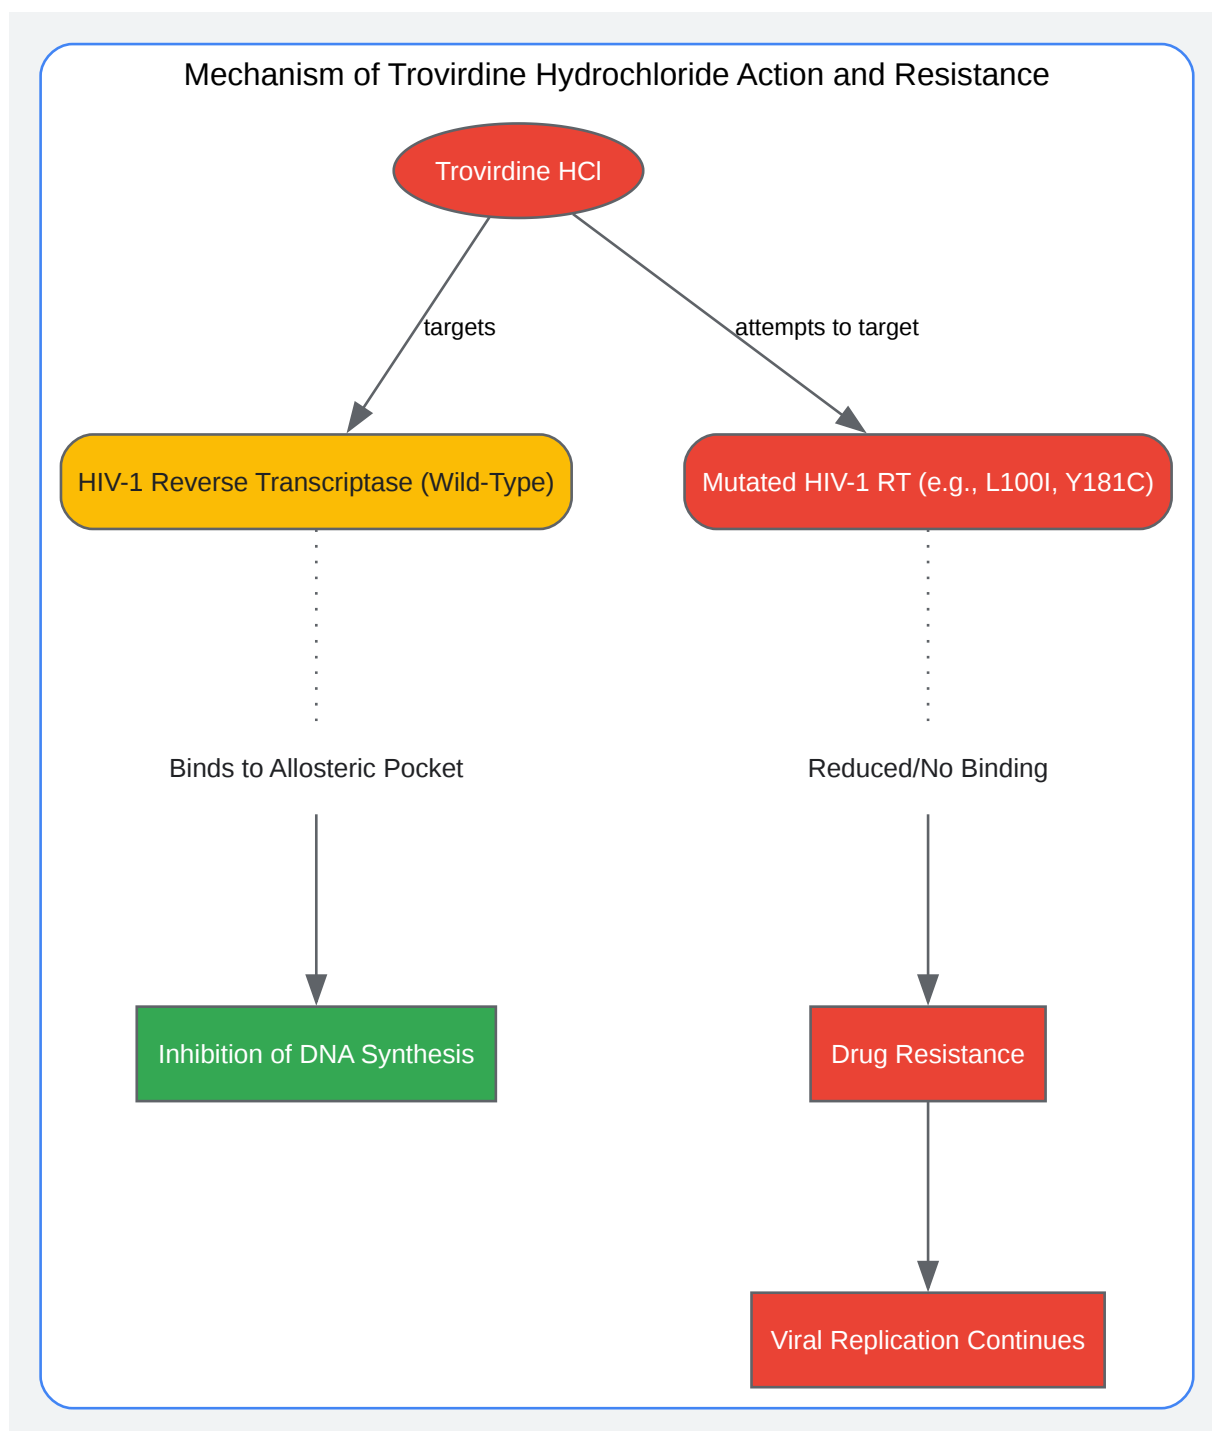 Mechanism of Trovirdine Hydrochloride Action and Resistance
Trovirdine HCl
targets
attempts to target
HIV-1 Reverse Transcriptase (Wild-Type)
Mutated HIV-1 RT (e.g., L100I, Y181C)
Binds to Allosteric Pocket
Reduced/No Binding
Inhibition of DNA Synthesis
Drug Resistance
Viral Replication Continues